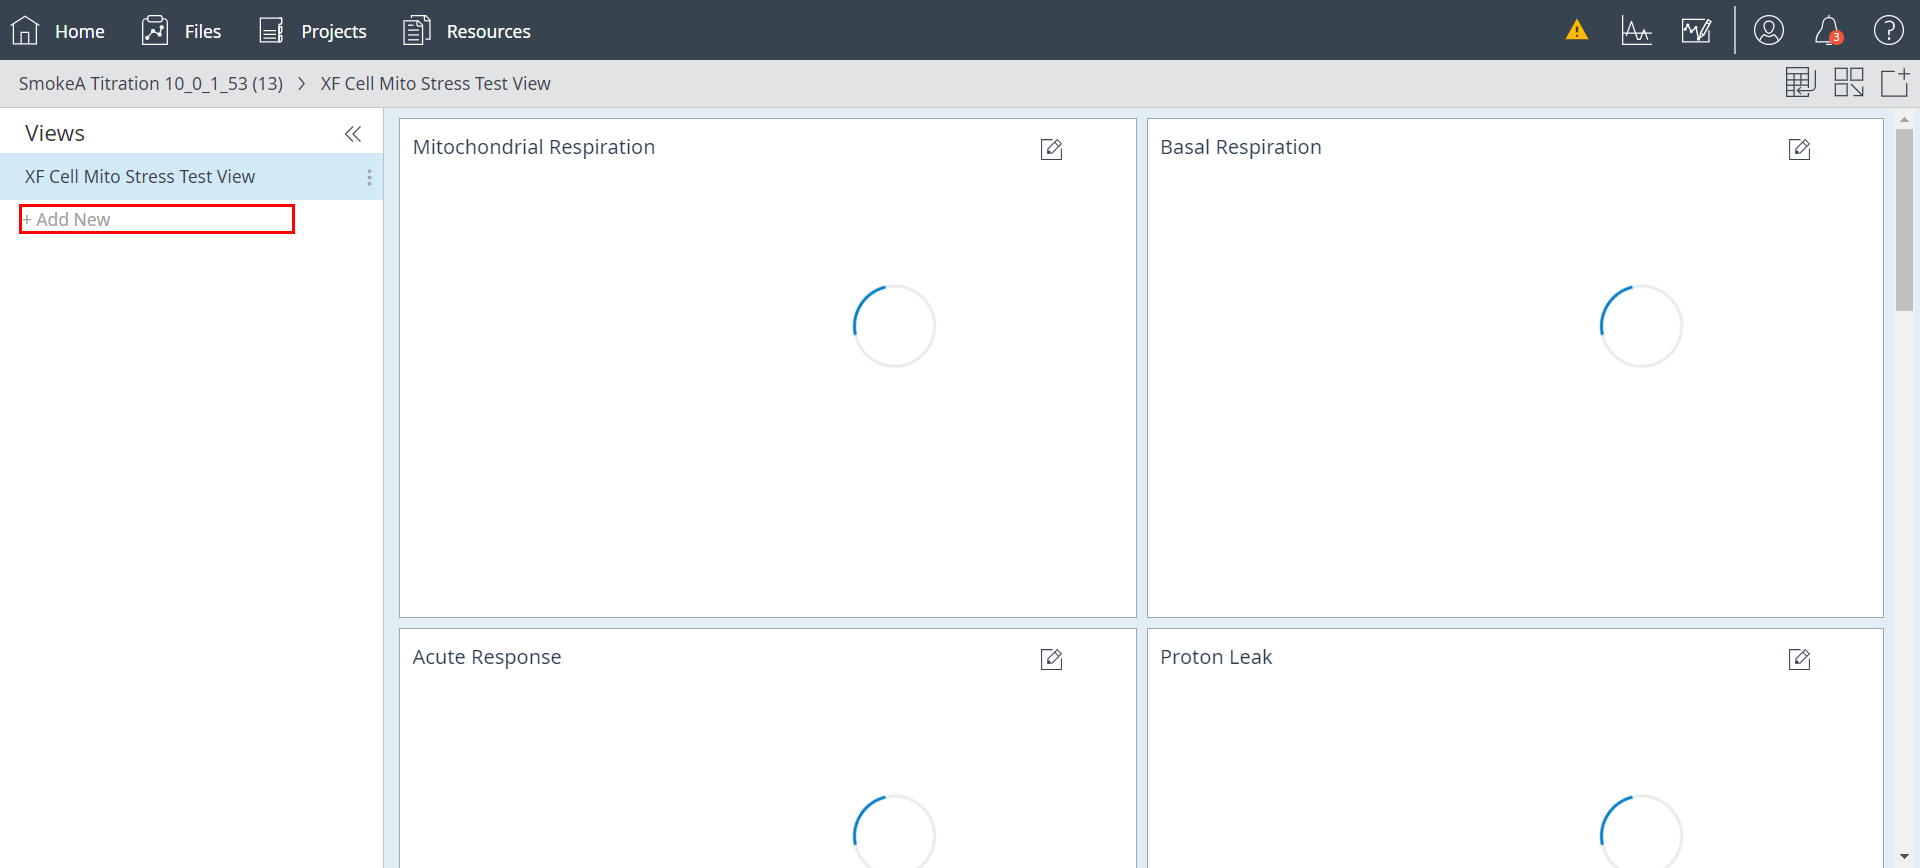 Home Files Projects Resources 3
SmokeA Titration 10_0_1_53 (13) > XF Cell Mito Stress Test View
Views
XF Cell Mito Stress Test View
+ Add New
Mitochondrial Respiration
Basal Respiration
Acute Response
Proton Leak